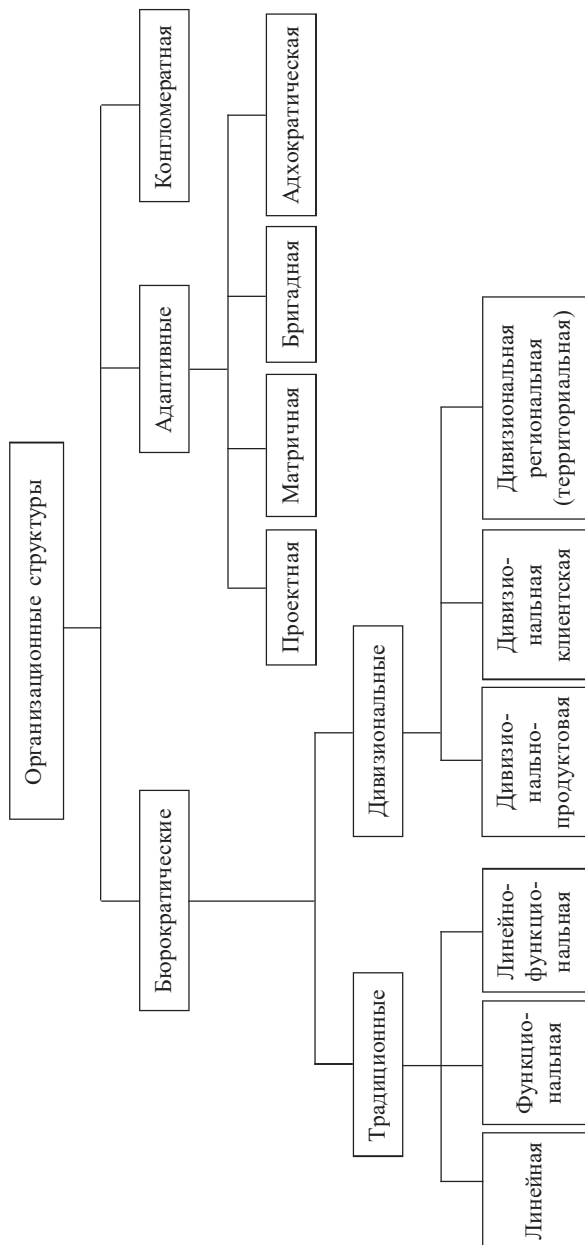 Организационные структуры
Бюрократические
Адаптивные
Конгломератная
Проектная
Матричная
Бригадная
Адхократическая
Традиционные
Дивизиональные
Линейная
Функцио-
нальная
Линейно-
функцио-
нальная
Дивизио-
нально-
продуктовая
Дивизио-
нальная
клиентская
Дивизиональная
региональная
(территориальная)